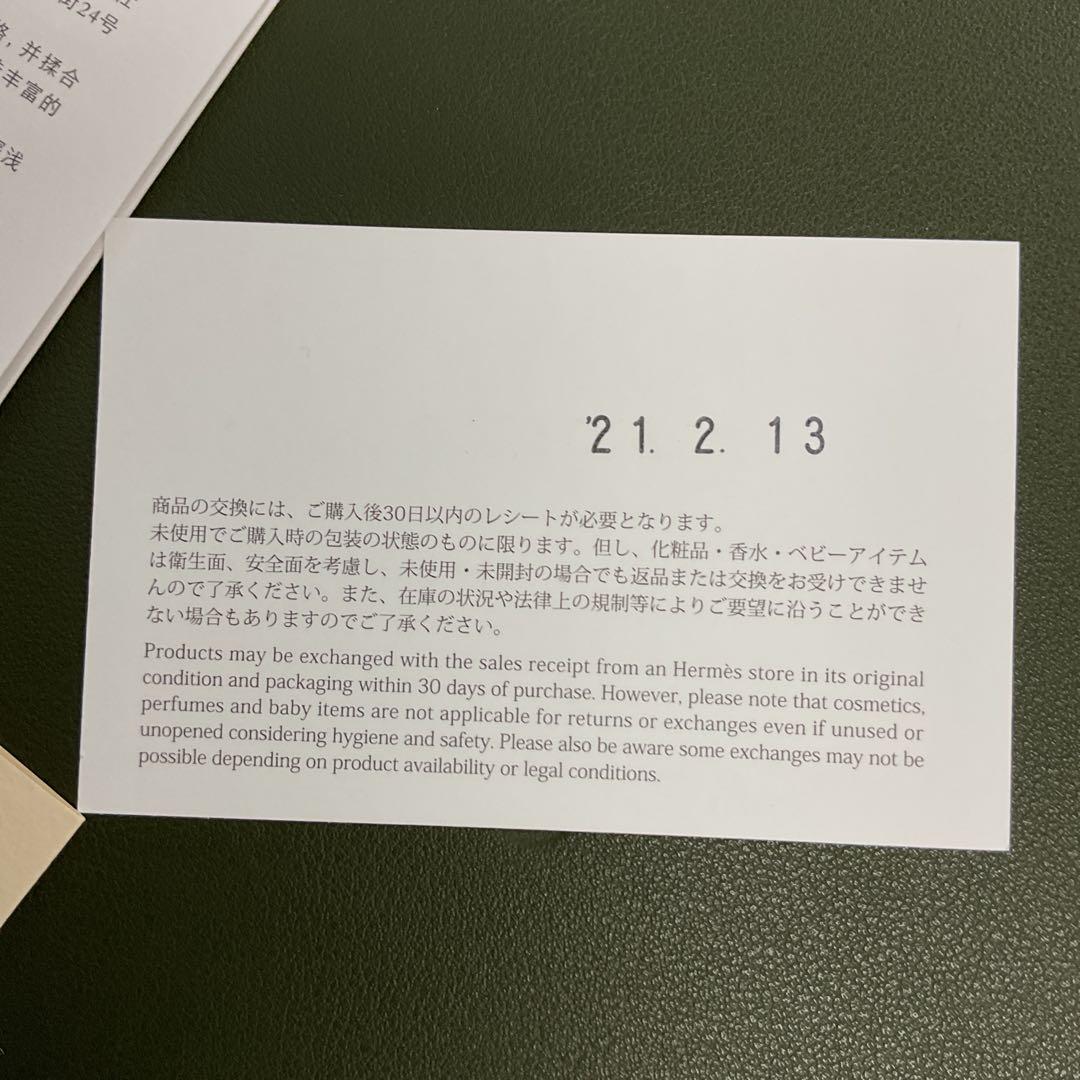 街24号
并揉合
丰富的
浅
'21. 2. 13
商品の交換には、ご購入後30日以内のレシートが必要となります。
未使用でご購入時の包装の状態のものに限ります。但し、化粧品・香水・ベビーアイテム
は衛生面、安全面を考慮し、未使用・未開封の場合でも返品または交換をお受けできませ
んので了承ください。また、在庫の状況や法律上の規制等によりご要望に沿うことができ
ない場合もありますのでご了承ください。
Products may be exchanged with the sales receipt from an Hermès store in its original
condition and packaging within 30 days of purchase. However, please note that cosmetics,
perfumes and baby items are not applicable for returns or exchanges even if unused or
unopened considering hygiene and safety. Please also be aware some exchanges may not be
possible depending on product availability or legal conditions.